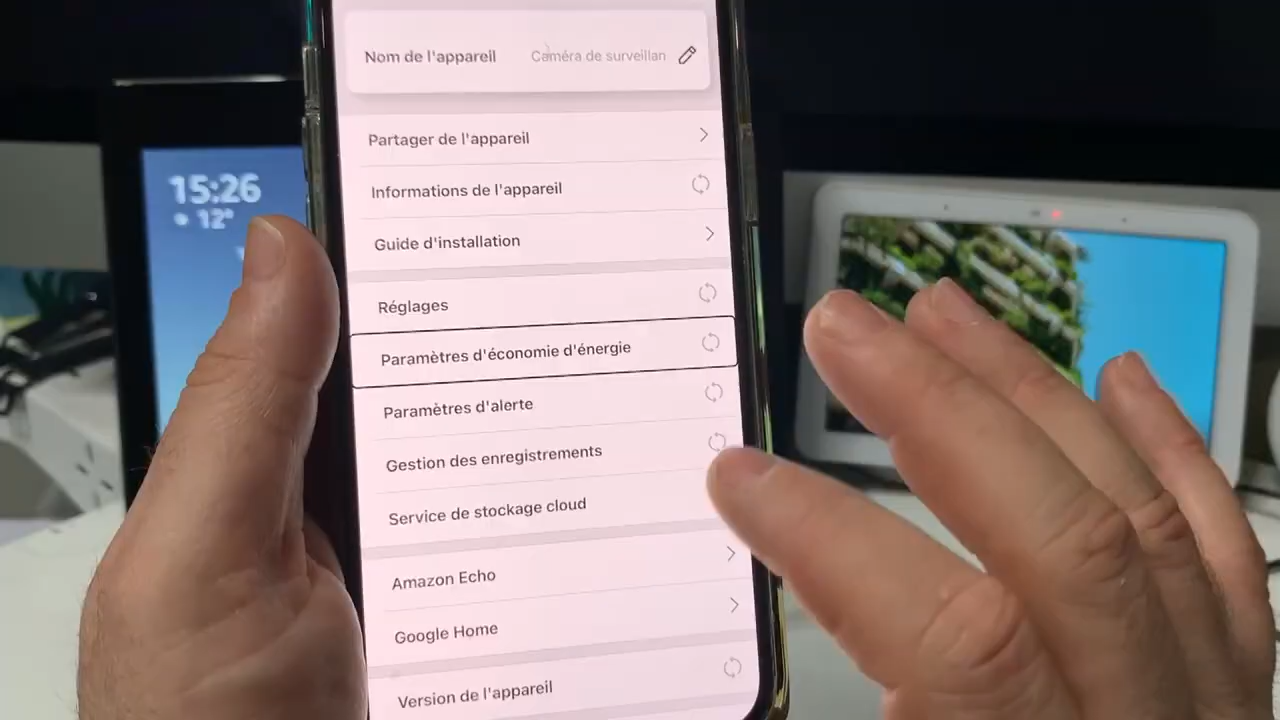 Nom de l'appareil Caméra de surveillan
Partager de l'appareil
Informations de l'appareil
Guide d'installation
Réglages
Paramètres d'économie d'énergie
Paramètres d'alerte
Gestion des enregistrements
Service de stockage cloud
Amazon Echo
Google Home
Version de l'appareil
15:26
12°